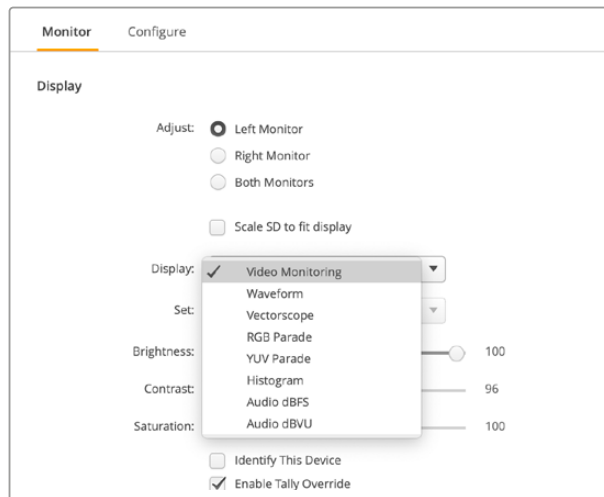 Monitor Configure
Display
Adjust: Left Monitor
Right Monitor
Both Monitors
Scale SD to fit display
Display: Video Monitoring
Waveform
Set: Vectorscope
RGB Parade
Brightness: YUV Parade 100
Histogram
Contrast: Audio dBFS 96
Saturation: Audio dBVU 100
Identify This Device
Enable Tally Override